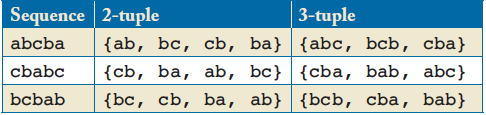 Sequence 2-tuple 3-tuple
abcba {ab, bc, cb, ba} {abc, bcb, cba}
cbabc {cb, ba, ab, bc} {cba, bab, abc}
bcbab {bc, cb, ba, ab} {bcb, cba, bab}